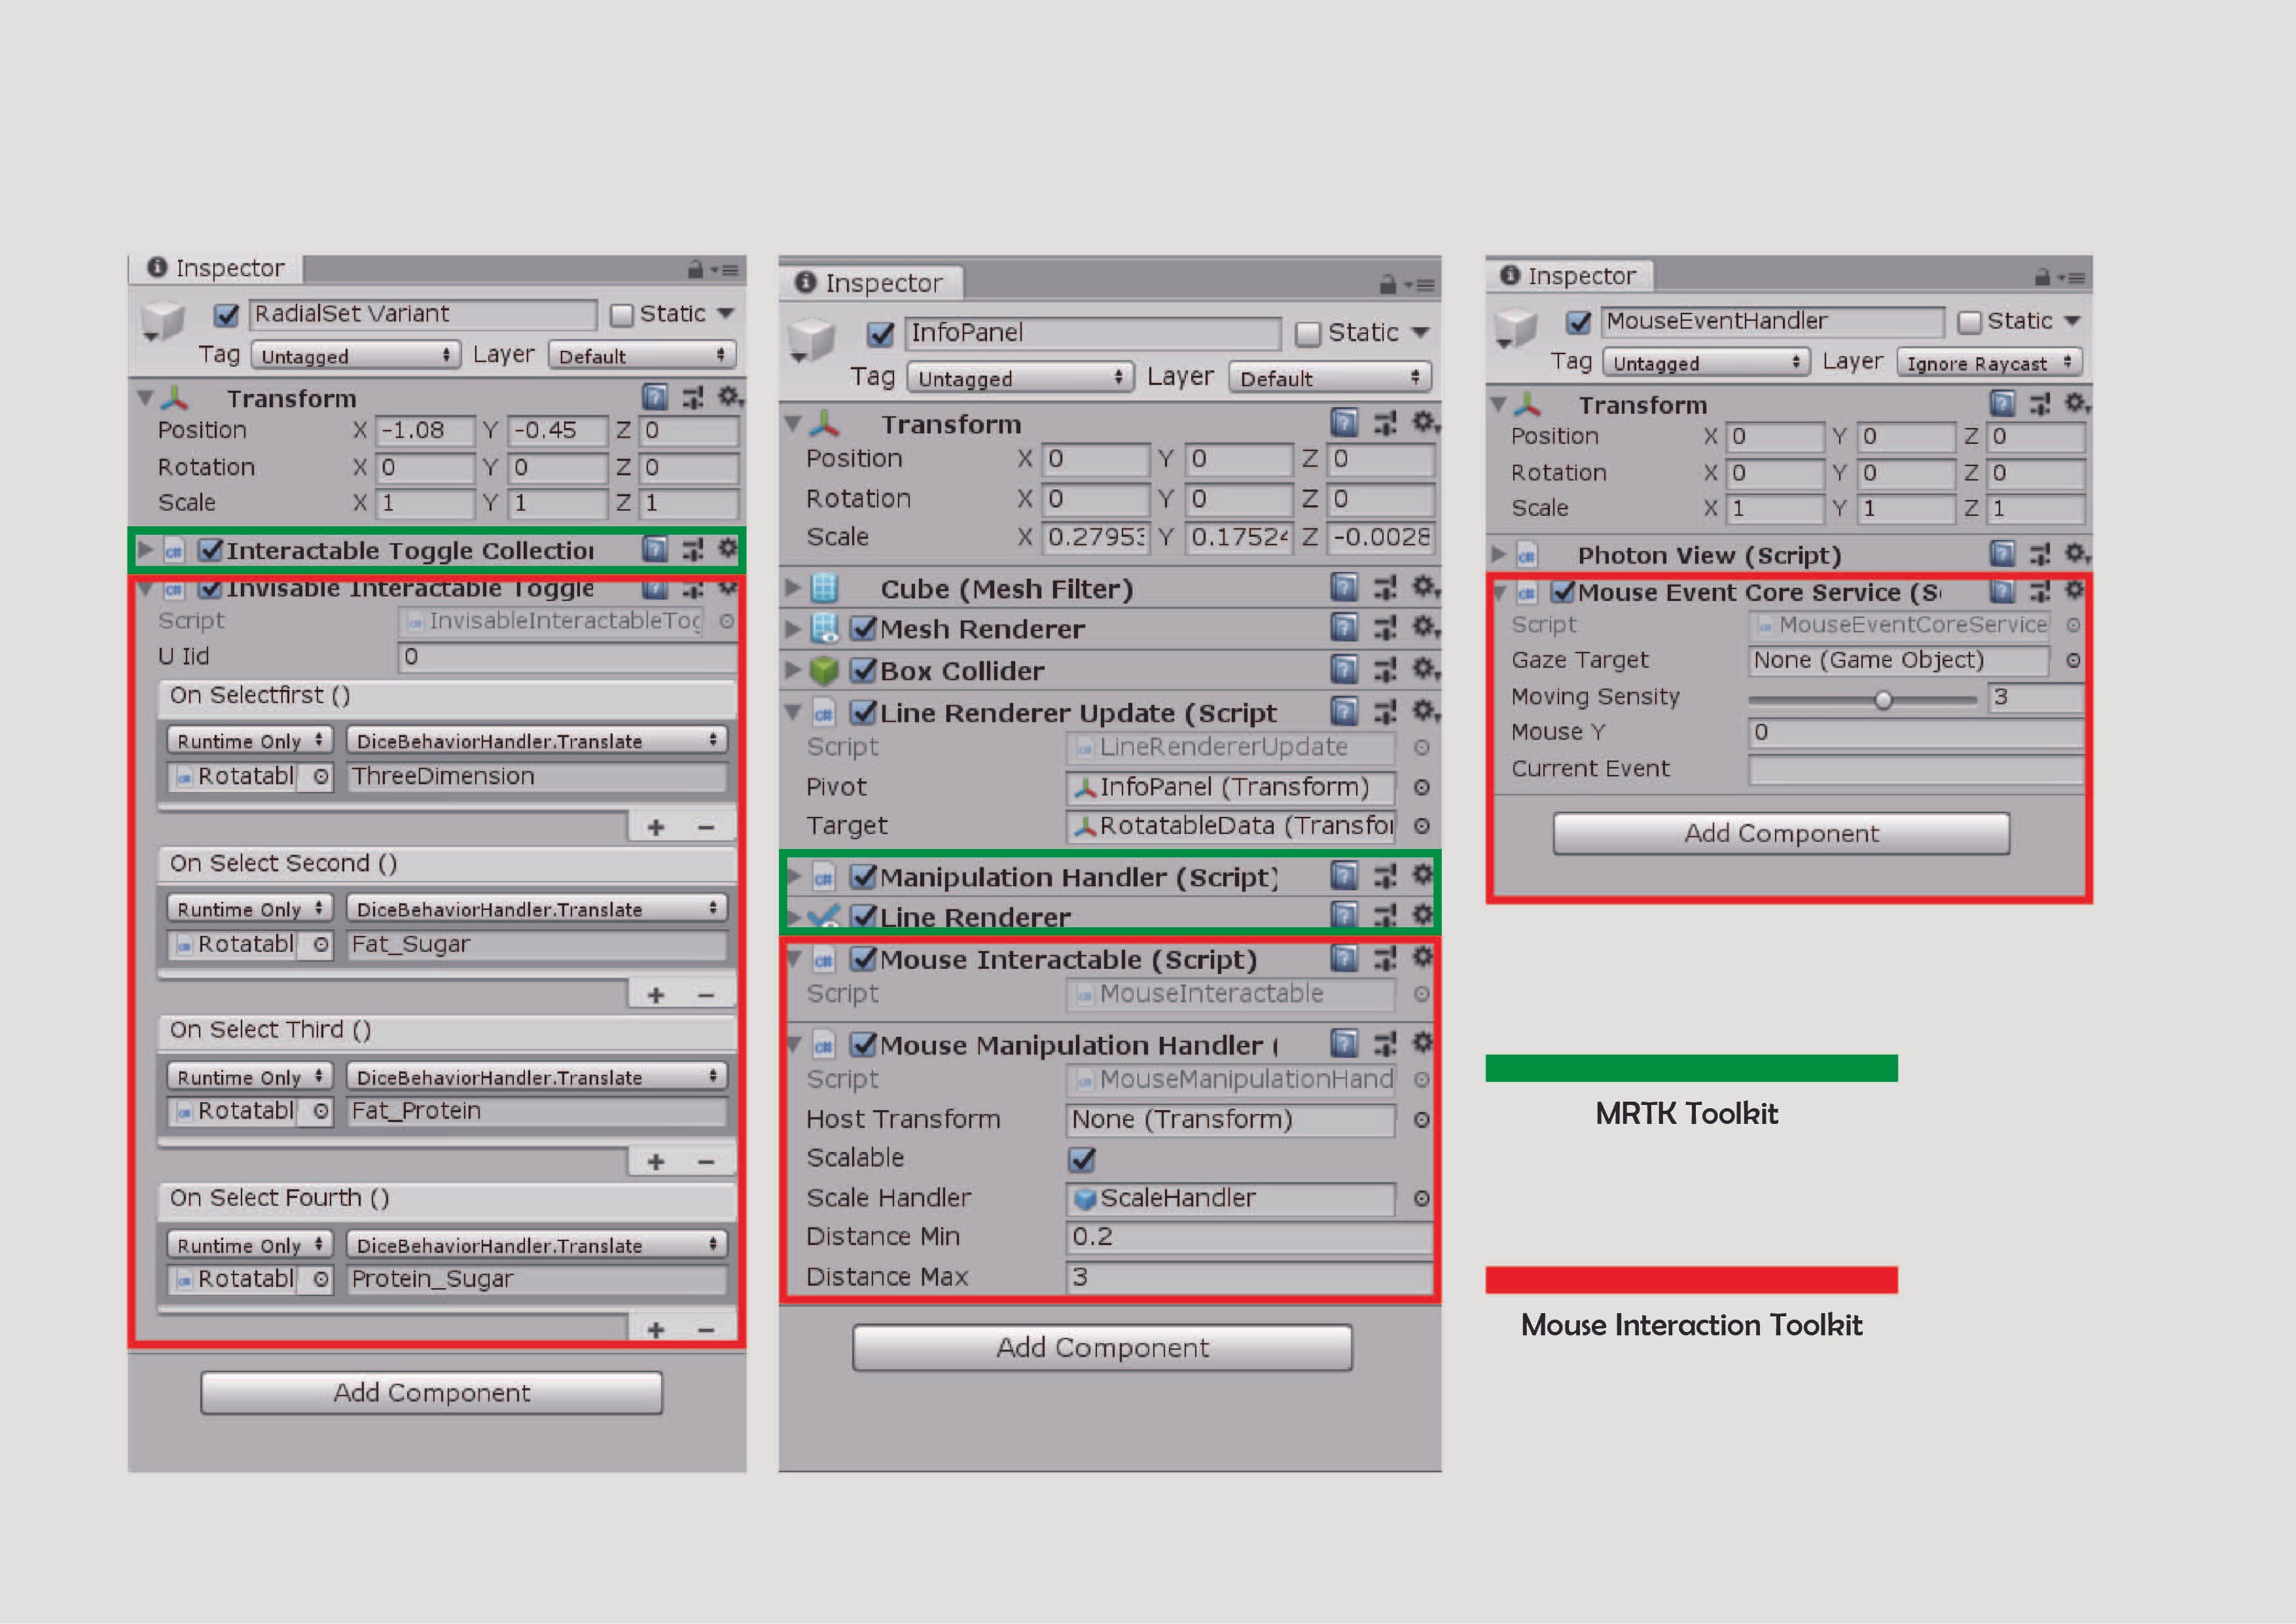 Inspector
RadialSet Variant Static
Tag Untagged Layer Default
Transform
Position X -1.08 Y -0.45 Z 0
Rotation X 0 Y 0 Z 0
Scale X 1 Y 1 Z 1
Interactable Toggle Collection
Invisable Interactable Toggle
Script InvisableInteractableTog
U Iid 0
On Selectfirst ()
Runtime Only DiceBehaviorHandler.Translate
Rotatabl ThreeDimension
+ −
On Select Second ()
Runtime Only DiceBehaviorHandler.Translate
Rotatabl Fat_Sugar
+ −
On Select Third ()
Runtime Only DiceBehaviorHandler.Translate
Rotatabl Fat_Protein
+ −
On Select Fourth ()
Runtime Only DiceBehaviorHandler.Translate
Rotatabl Protein_Sugar
+ −
Add Component
Inspector
InfoPanel Static
Tag Untagged Layer Default
Transform
Position X 0 Y 0 Z 0
Rotation X 0 Y 0 Z 0
Scale X 0.27953 Y 0.17524 Z -0.0028
Cube (Mesh Filter)
Mesh Renderer
Box Collider
Line Renderer Update (Script
Script LineRendererUpdate
Pivot InfoPanel (Transform)
Target RotatableData (Transfor
Manipulation Handler (Script)
Line Renderer
Mouse Interactable (Script)
Script MouseInteractable
Mouse Manipulation Handler (
Script MouseManipulationHand
Host Transform None (Transform)
Scalable
Scale Handler ScaleHandler
Distance Min 0.2
Distance Max 3
Add Component
Inspector
MouseEventHandler Static
Tag Untagged Layer Ignore Raycast
Transform
Position X 0 Y 0 Z 0
Rotation X 0 Y 0 Z 0
Scale X 1 Y 1 Z 1
Photon View (Script)
Mouse Event Core Service (S
Script MouseEventCoreService
Gaze Target None (Game Object)
Moving Sensity 3
Mouse Y 0
Current Event
Add Component
MRTK Toolkit
Mouse Interaction Toolkit